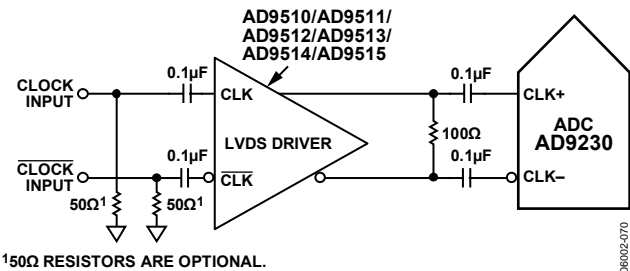 AD9510/AD9511/
AD9512/AD9513/
AD9514/AD9515
CLOCK
INPUT
0.1µF
CLK
0.1µF
CLK+
LVDS DRIVER
100Ω
ADC
AD9230
CLOCK
INPUT
0.1µF
CLK
0.1µF
CLK–
50Ω¹
50Ω¹
¹50Ω RESISTORS ARE OPTIONAL.
06002-070